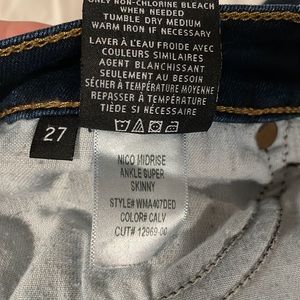 ONLY NON-CHLORINE BLEACH
WHEN NEEDED
TUMBLE DRY MEDIUM
WARM IRON IF NECESSARY
LAVER À L'EAU FROIDE AVEC
COULEURS SIMILAIRES
AGENT BLANCHISSANT
SEULEMENT AU BESOIN
SÉCHER À TEMPÉRATURE MOYENNE
REPASSER À TEMPÉRATURE
TIÈDE SI NÉCESSAIRE
27
NICO MIDRISE
ANKLE SUPER
SKINNY
STYLE# WMA407DED
COLOR# CALV
CUT# 12969-00